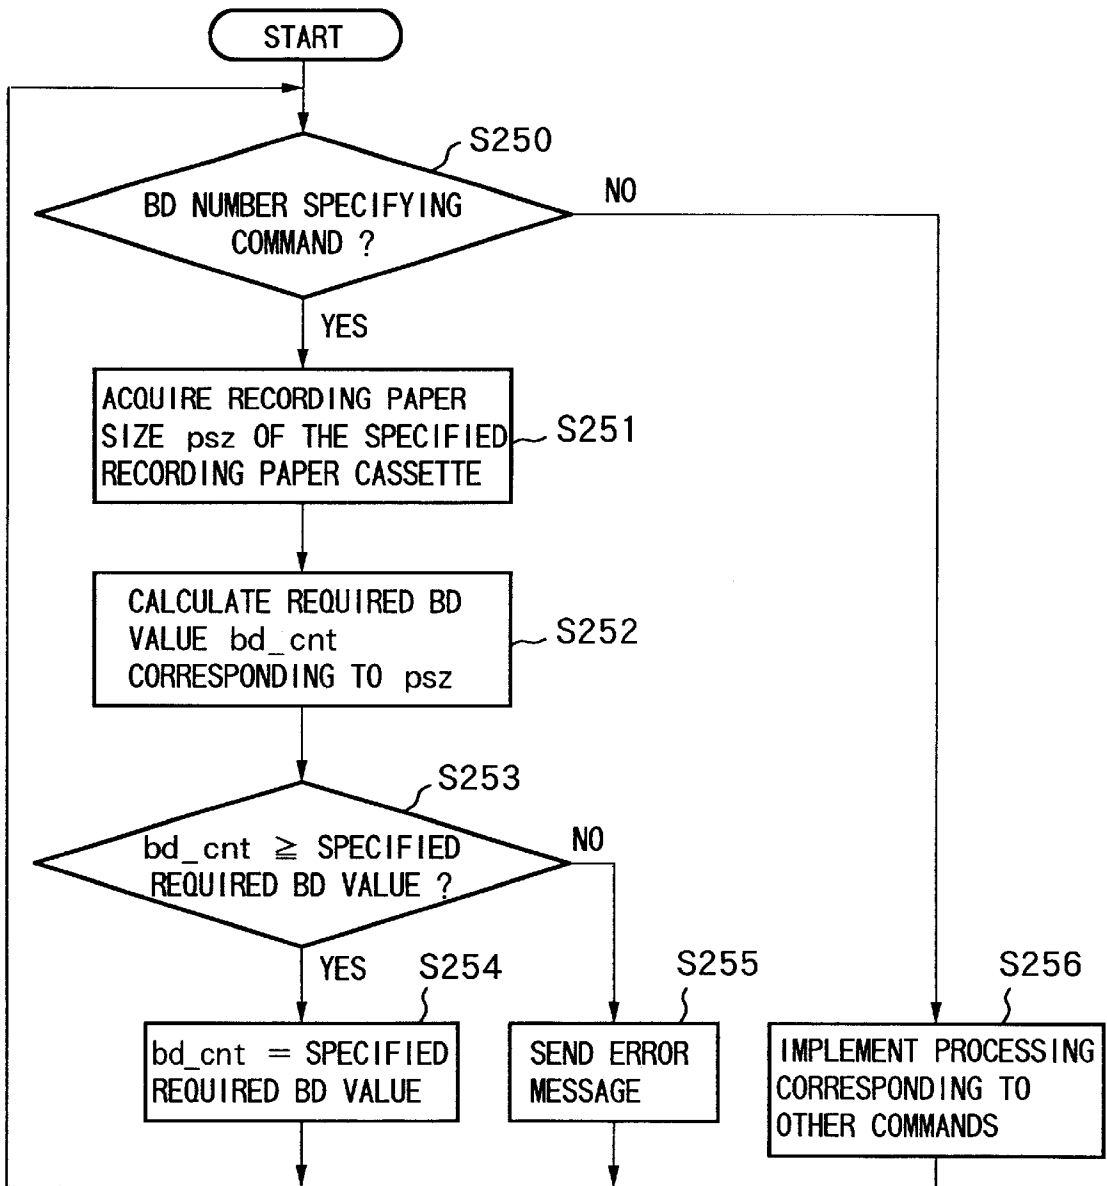 START
S250
BD NUMBER SPECIFYING
COMMAND ?
NO
YES
ACQUIRE RECORDING PAPER
SIZE psz OF THE SPECIFIED
RECORDING PAPER CASSETTE
S251
CALCULATE REQUIRED BD
VALUE bd_cnt
CORRESPONDING TO psz
S252
S253
bd_cnt ≧ SPECIFIED
REQUIRED BD VALUE ?
NO
YES
S254
bd_cnt = SPECIFIED
REQUIRED BD VALUE
S255
SEND ERROR
MESSAGE
S256
IMPLEMENT PROCESSING
CORRESPONDING TO
OTHER COMMANDS